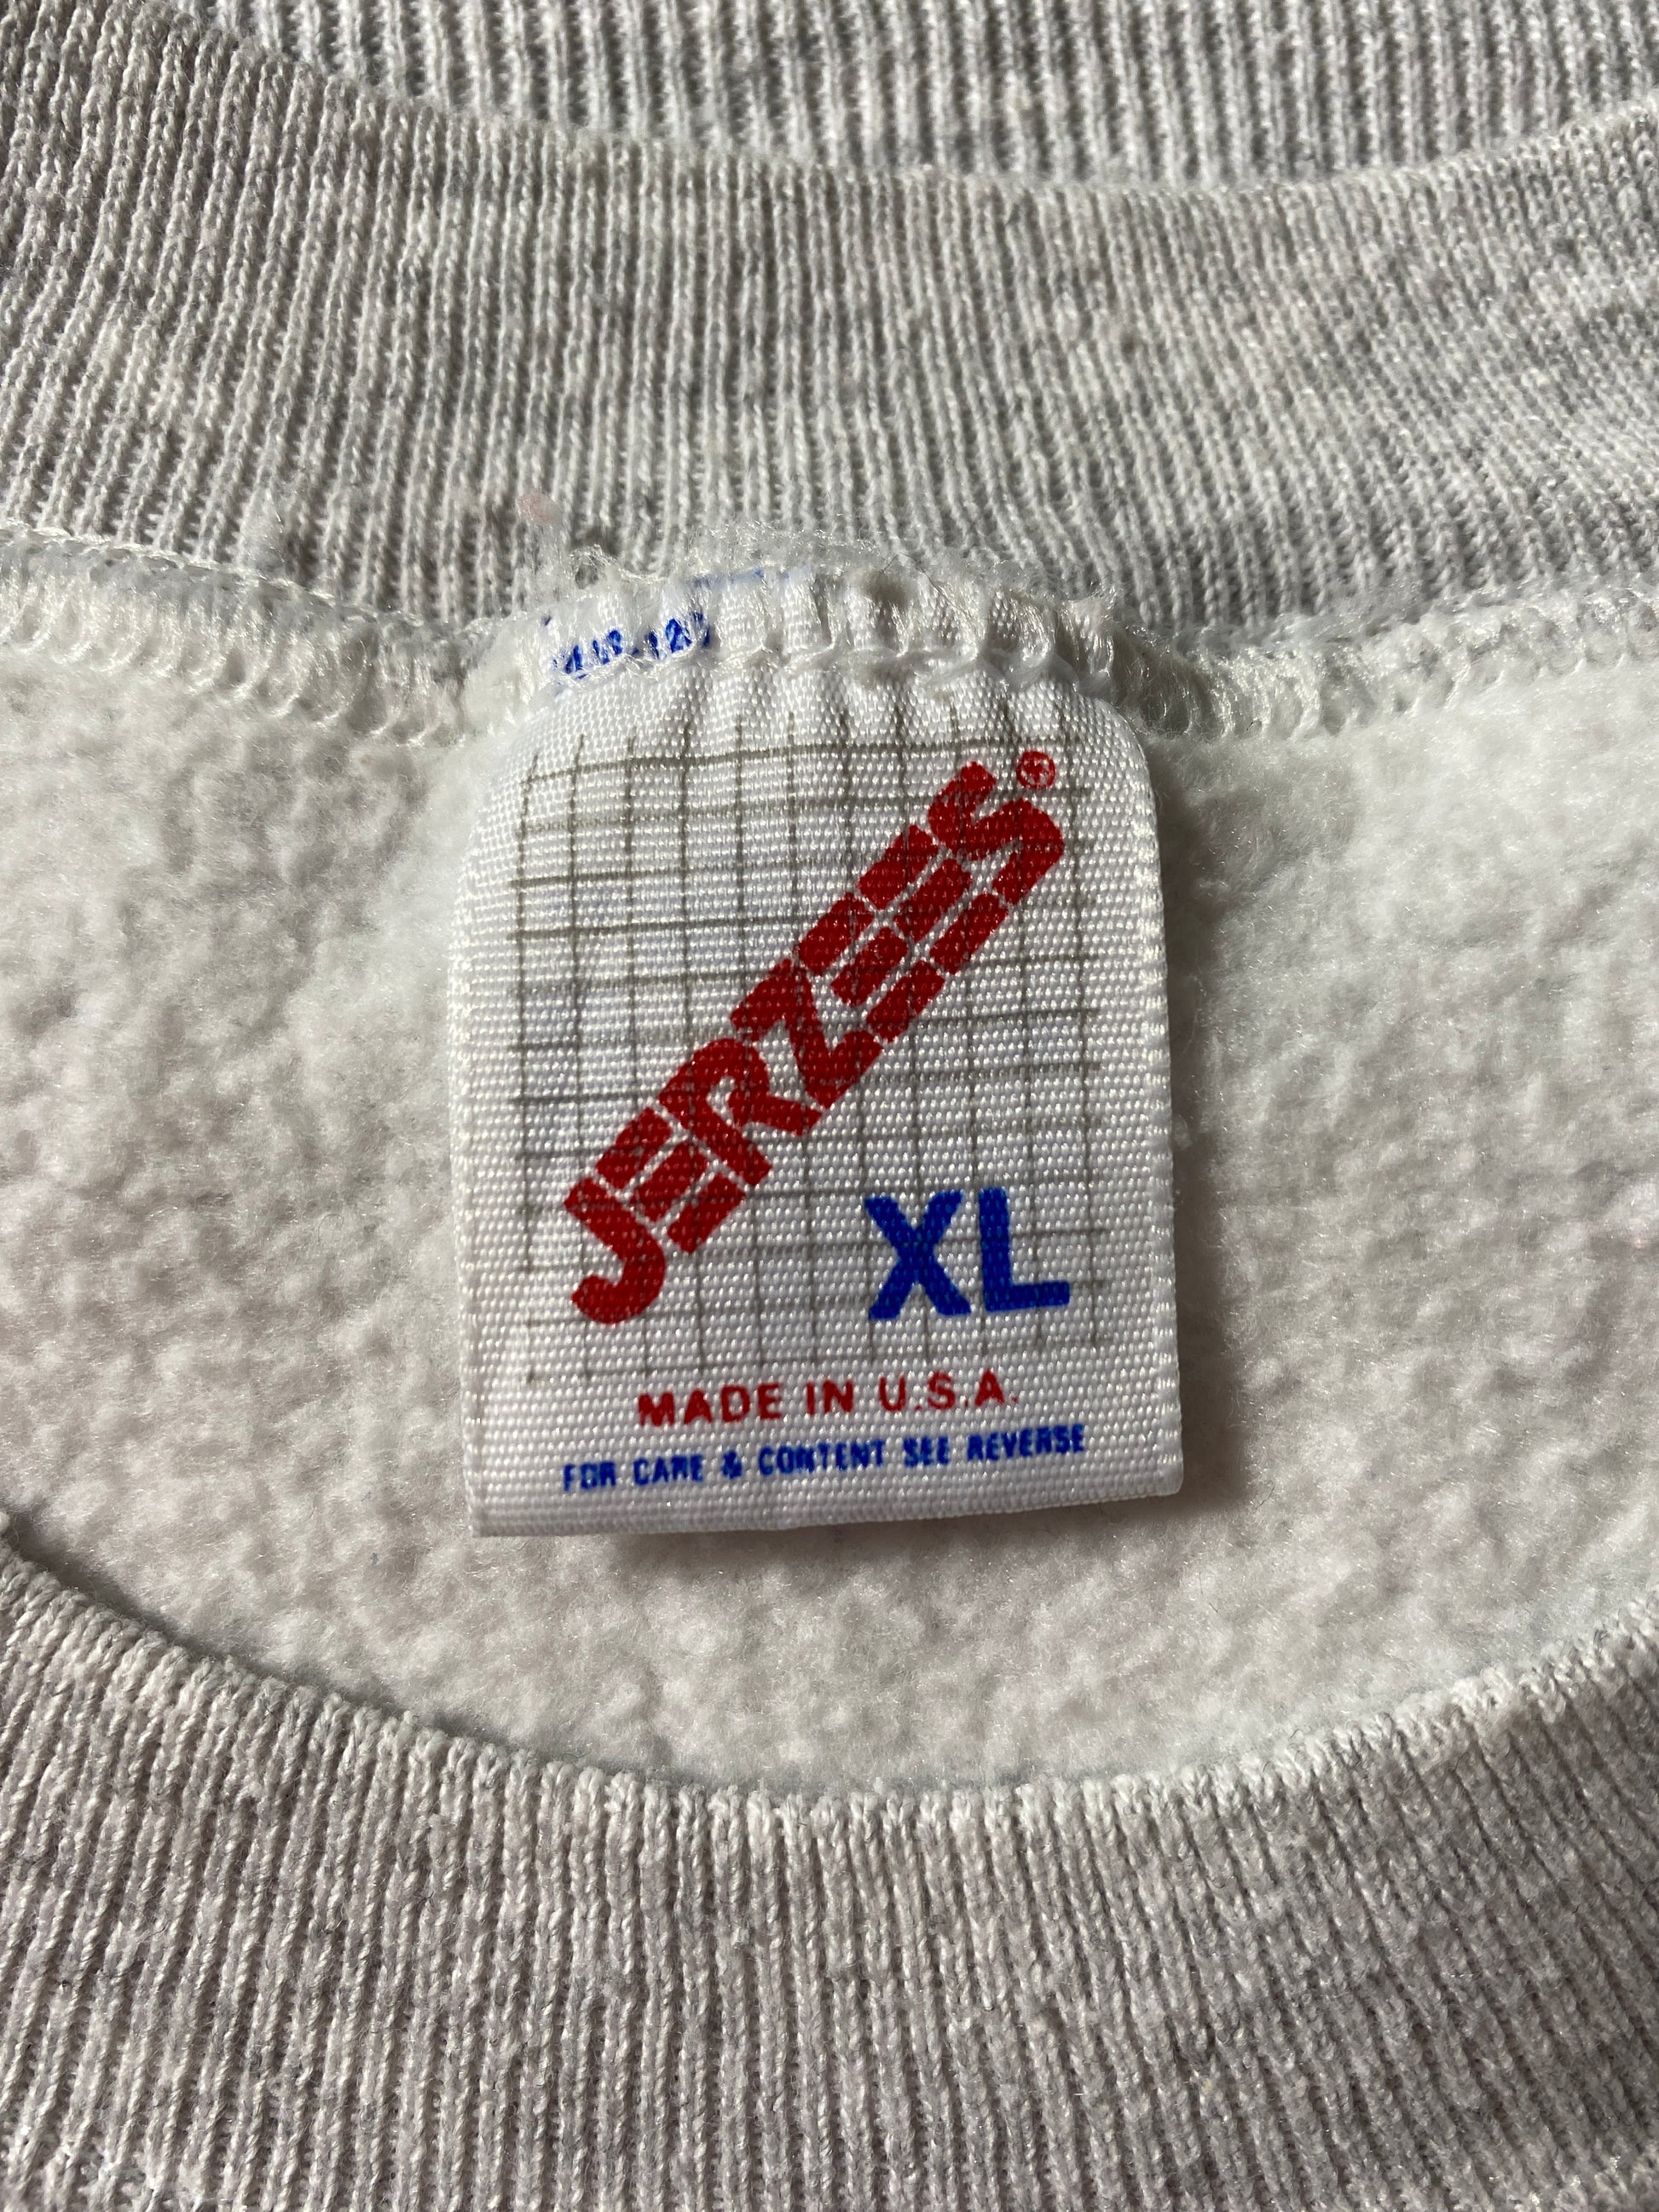 JERZEES®
XL
MADE IN U.S.A.
FOR CARE & CONTENT SEE REVERSE